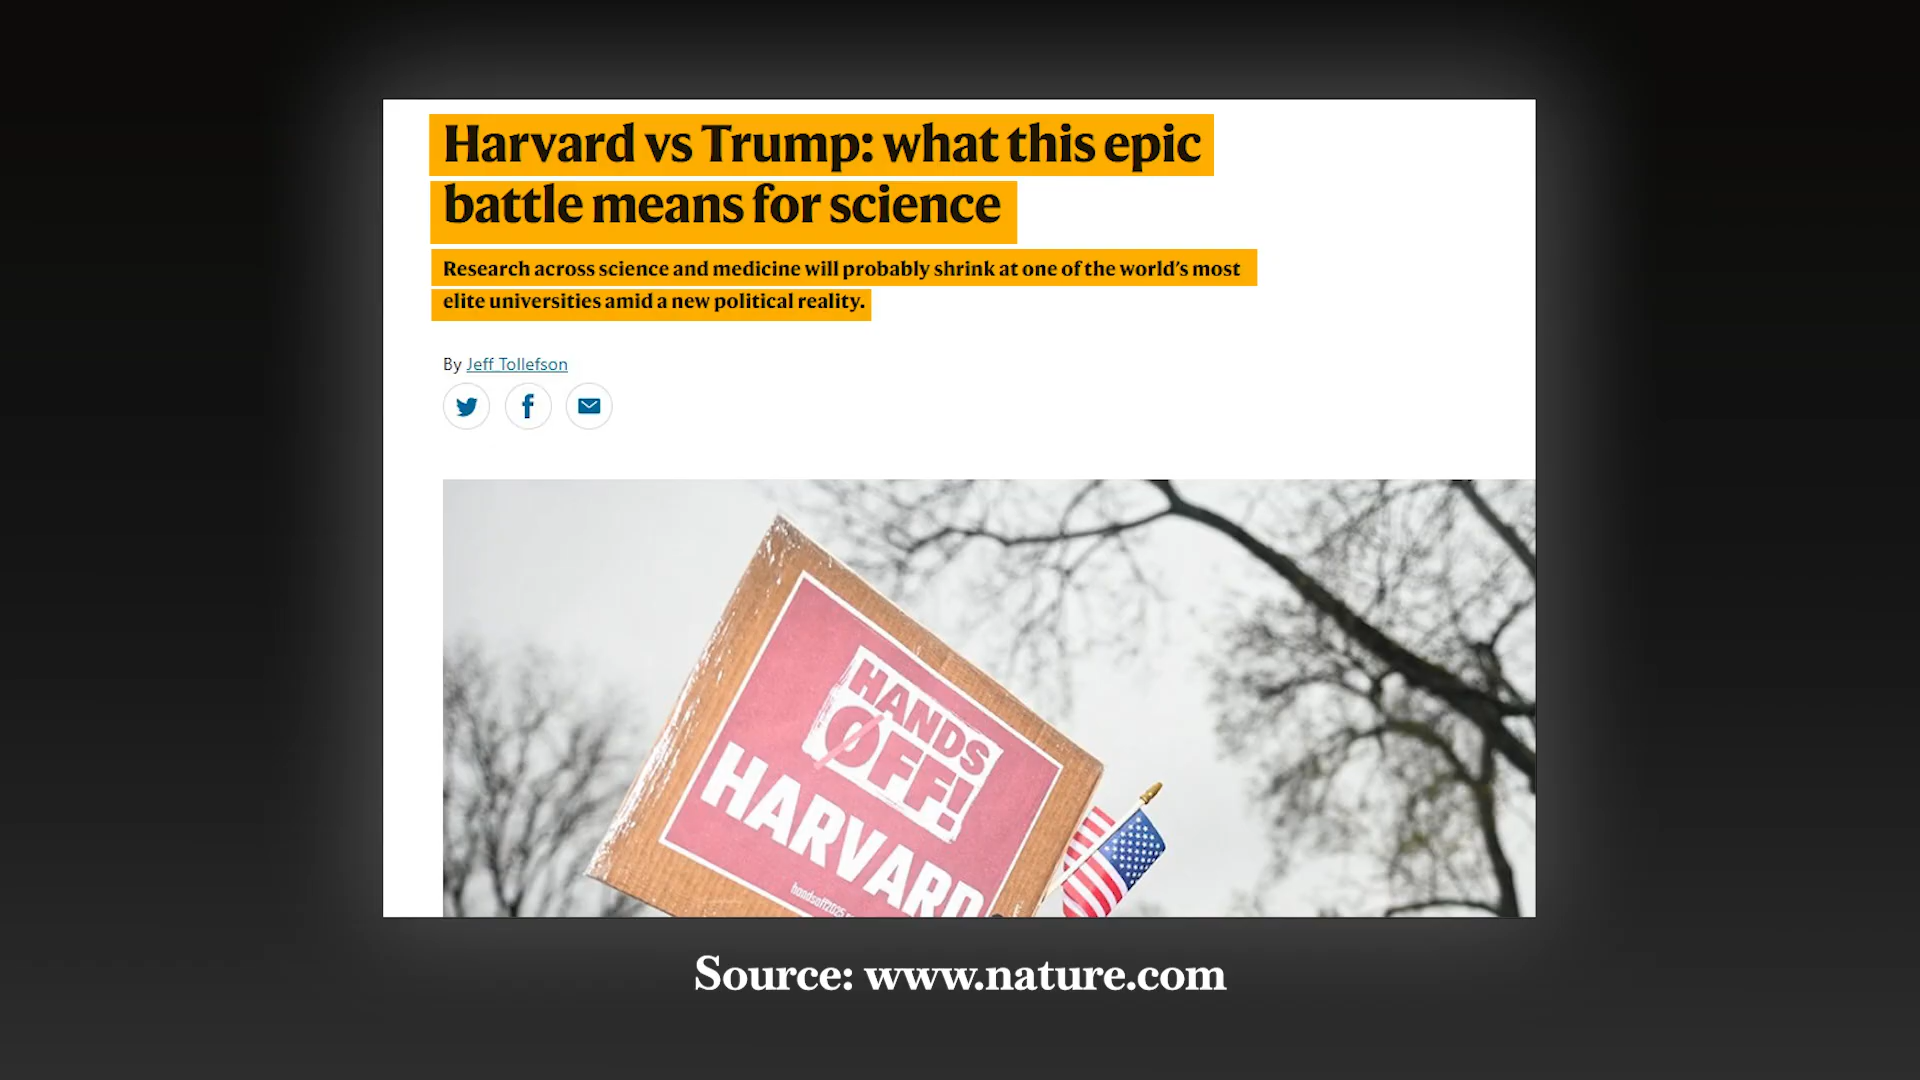 Harvard vs Trump: what this epic
battle means for science
Research across science and medicine will probably shrink at one of the world's most
elite universities amid a new political reality.
By Jeff Tollefson
HANDS
OFF!
HARVARD
Source: www.nature.com